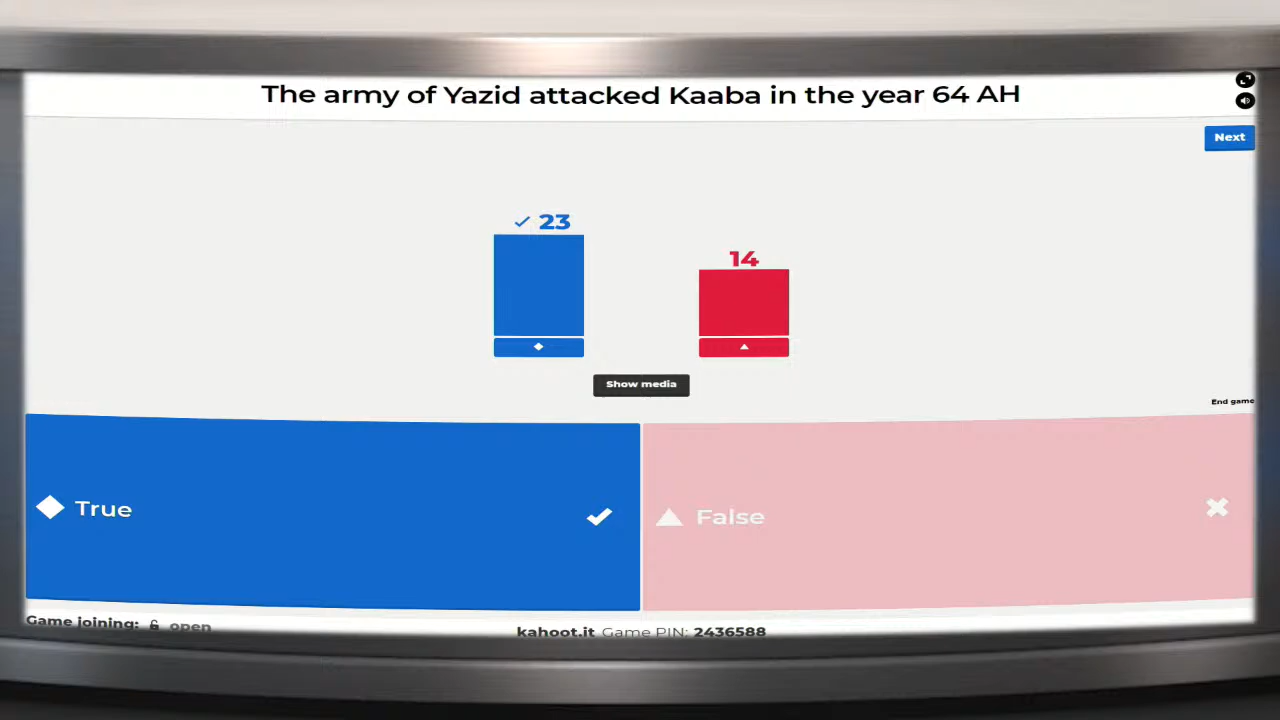 The army of Yazid attacked Kaaba in the year 64 AH
Next
23
14
Show media
End game
True
False
Game joining: open
kahoot.it Game PIN: 2436588